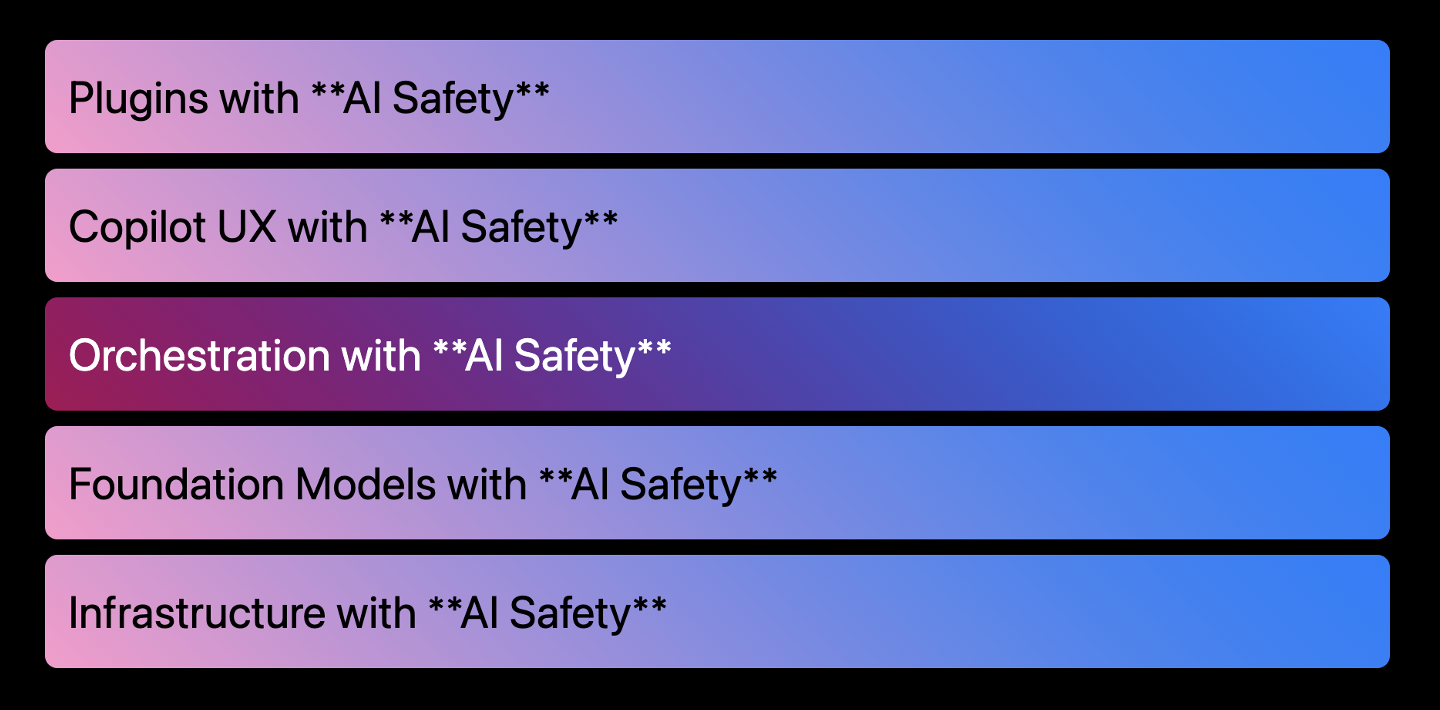 Plugins with **AI Safety**
Copilot UX with **AI Safety**
Orchestration with **AI Safety**
Foundation Models with **AI Safety**
Infrastructure with **AI Safety**